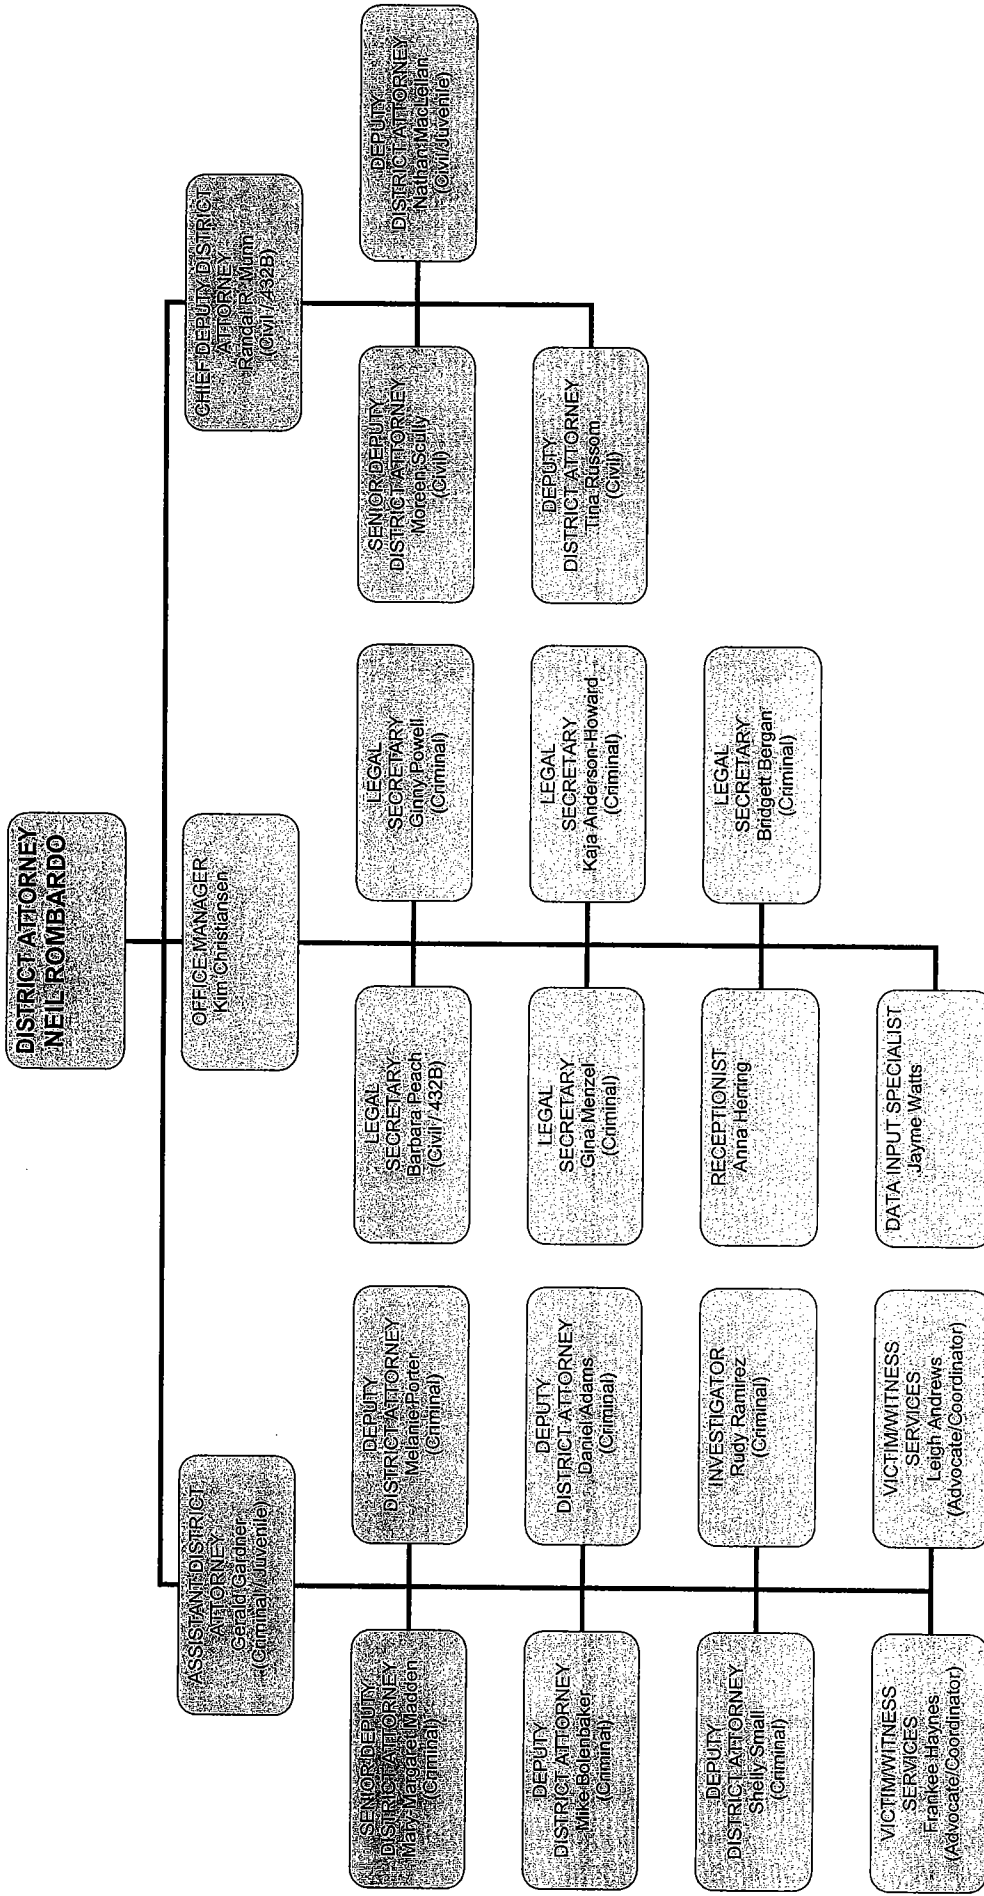 DISTRICT ATTORNEY
NEIL ROMBARDO
ASSISTANT DISTRICT
ATTORNEY
Gerald Gardner
(Criminal / Juvenile)
OFFICE MANAGER
Kim Christiansen
CHIEF DEPUTY DISTRICT
ATTORNEY
Randal R. Munn
(Civil / 432B)
SENIOR DEPUTY
DISTRICT ATTORNEY
Mary Margaret Madden
(Criminal)
DEPUTY
DISTRICT ATTORNEY
Melanie Porter
(Criminal)
LEGAL
SECRETARY
Barbara Peach
(Civil / 432B)
LEGAL
SECRETARY
Ginny Powell
(Criminal)
SENIOR DEPUTY
DISTRICT ATTORNEY
Moreen Scully
(Civil)
DEPUTY
DISTRICT ATTORNEY
Nathan MacLellan
(Civil/Juvenile)
DEPUTY
DISTRICT ATTORNEY
Mike Bolenbaker
(Criminal)
DEPUTY
DISTRICT ATTORNEY
Daniel Adams
(Criminal)
LEGAL
SECRETARY
Gina Menzel
(Criminal)
LEGAL
SECRETARY
Kaja Anderson-Howard
(Criminal)
DEPUTY
DISTRICT ATTORNEY
Tina Russom
(Civil)
DEPUTY
DISTRICT ATTORNEY
Shelly Small
(Criminal)
INVESTIGATOR
Rudy Ramirez
(Criminal)
RECEPTIONIST
Anna Herring
LEGAL
SECRETARY
Bridgett Bergan
(Criminal)
VICTIM/WITNESS
SERVICES
Frankee Haynes
(Advocate/Coordinator)
VICTIM/WITNESS
SERVICES
Leigh Andrews
(Advocate/Coordinator)
DATA INPUT SPECIALIST
Jayme Watts